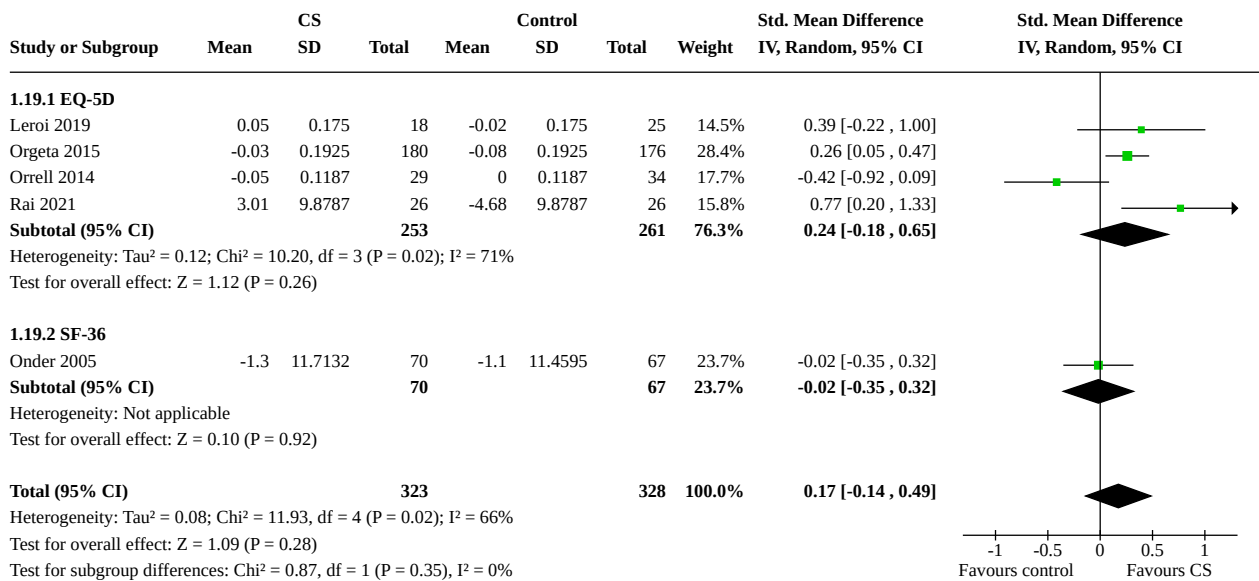 CS Control Std. Mean Difference Std. Mean Difference
Study or Subgroup Mean SD Total Mean SD Total Weight IV, Random, 95% CI IV, Random, 95% CI
1.19.1 EQ-5D
Leroi 2019 0.05 0.175 18 -0.02 0.175 25 14.5% 0.39 [-0.22 , 1.00]
Orgeta 2015 -0.03 0.1925 180 -0.08 0.1925 176 28.4% 0.26 [0.05 , 0.47]
Orrell 2014 -0.05 0.1187 29 0 0.1187 34 17.7% -0.42 [-0.92 , 0.09]
Rai 2021 3.01 9.8787 26 -4.68 9.8787 26 15.8% 0.77 [0.20 , 1.33]
Subtotal (95% CI) 253 261 76.3% 0.24 [-0.18 , 0.65]
Heterogeneity: Tau² = 0.12; Chi² = 10.20, df = 3 (P = 0.02); I² = 71%
Test for overall effect: Z = 1.12 (P = 0.26)
1.19.2 SF-36
Onder 2005 -1.3 11.7132 70 -1.1 11.4595 67 23.7% -0.02 [-0.35 , 0.32]
Subtotal (95% CI) 70 67 23.7% -0.02 [-0.35 , 0.32]
Heterogeneity: Not applicable
Test for overall effect: Z = 0.10 (P = 0.92)
Total (95% CI) 323 328 100.0% 0.17 [-0.14 , 0.49]
Heterogeneity: Tau² = 0.08; Chi² = 11.93, df = 4 (P = 0.02); I² = 66%
Test for overall effect: Z = 1.09 (P = 0.28)
Test for subgroup differences: Chi² = 0.87, df = 1 (P = 0.35), I² = 0%
-1 -0.5 0 0.5 1
Favours control Favours CS